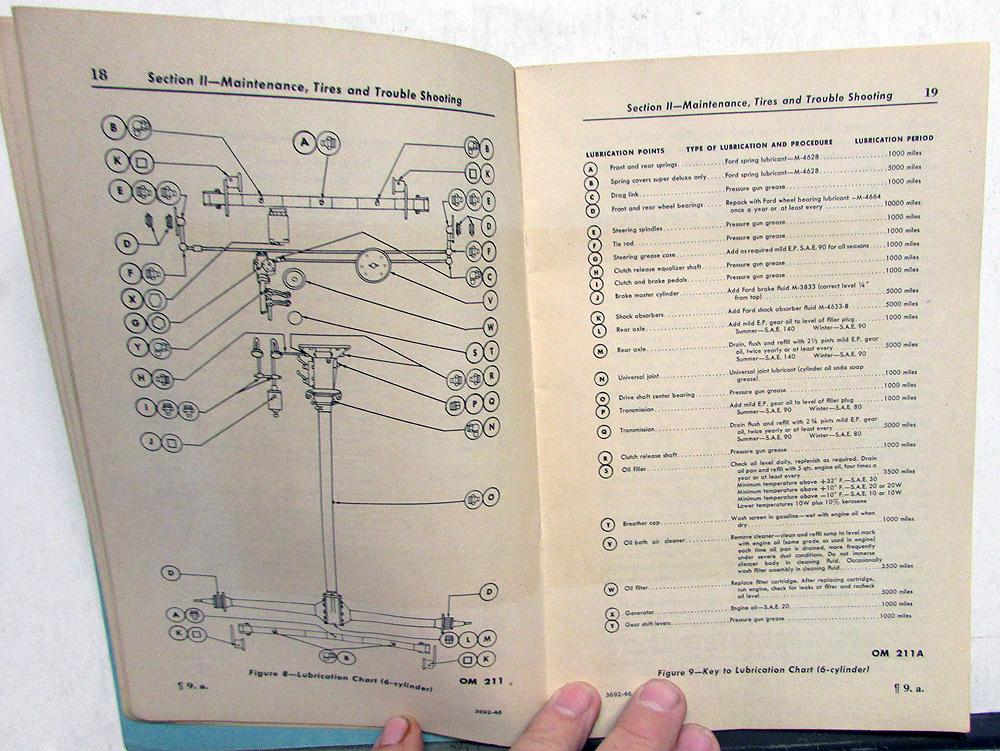 18
Section II—Maintenance, Tires and Trouble Shooting
B
A
B
K
K
E
E
D
D
F
F
C
X
V
G
W
Y
S T
H
R
I
P Q
J
N
O
D
D
A
K
L M
B
K
Figure 8—Lubrication Chart (6-cylinder)
OM 211
¶ 9. a.
3692-46
Section II—Maintenance, Tires and Trouble Shooting
19
LUBRICATION POINTS TYPE OF LUBRICATION AND PROCEDURE LUBRICATION PERIOD
A Front and rear springs Ford spring lubricant—M-4628 1000 miles
B Spring covers super deluxe only Ford spring lubricant—M-4628 5000 miles
C Drag link Pressure gun grease 1000 miles
D Front and rear wheel bearings Repack with Ford wheel bearing lubricant—M-4664
once a year or at least every 10000 miles
E Steering spindles Pressure gun grease 1000 miles
F Tie rod Pressure gun grease 1000 miles
G Steering grease case Add as required mild E.P. S.A.E. 90 for all seasons 1000 miles
H Clutch release equalizer shaft Pressure gun grease 1000 miles
I Clutch and brake pedals Pressure gun grease 1000 miles
J Brake master cylinder Add Ford brake fluid M-3833 (correct level ¼"
from top) 5000 miles
K Shock absorbers Add Ford shock absorber fluid M-4633-B 5000 miles
L Rear axle Add mild E.P. gear oil to level of filler plug 1000 miles
Summer—S.A.E. 140 Winter—S.A.E. 90
M Rear axle Drain, flush and refill with 2½ pints mild E.P. gear
oil, twice yearly or at least every 5000 miles
Summer—S.A.E. 140 Winter—S.A.E. 90
N Universal joint Universal joint lubricant (cylinder oil soda soap
grease) 1000 miles
O Drive shaft center bearing Pressure gun grease 1000 miles
P Transmission Add mild E.P. gear oil to level of filler plug 1000 miles
Summer—S.A.E. 90 Winter—S.A.E. 80
Q Transmission Drain flush and refill with 2¾ pints mild E.P. gear
oil, twice yearly or at least every 5000 miles
Summer—S.A.E. 90 Winter—S.A.E. 80
R Clutch release shaft Pressure gun grease 1000 miles
S Oil filler Check oil level daily, replenish as required. Drain
oil pan and refill with 5 qts. engine oil, four times a
year or at least every 3500 miles
Minimum temperature above +32° F.—S.A.E. 30
Minimum temperature above +10° F.—S.A.E. 20 or 20W
Minimum temperature above —10° F.—S.A.E. 10 or 10W
Lower temperatures 10W plus 10% kerosene
T Breather cap Wash screen in gasoline—wet with engine oil when
dry 1000 miles
V Oil bath air cleaner Remove cleaner—clean and refill sump to level mark
with engine oil (same grade as used in engine)
each time oil pan is drained, more frequently
under severe dust conditions. Do not immerse
silencer body in cleaning fluid. Occasionally
wash filter assembly in cleaning fluid 3500 miles
W Oil filter Replace filter cartridge. After replacing cartridge,
run engine, check for leaks at filter and recheck
oil level 5000 miles
X Generator Engine oil—S.A.E. 20 1000 miles
Y Gear shift levers Pressure gun grease 1000 miles
OM 211A
Figure 9—Key to Lubrication Chart (6-cylinder)
3692-46
¶ 9. a.